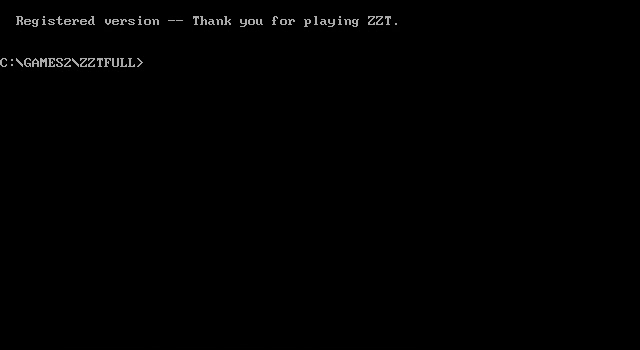 Registered version -- Thank you for playing ZZT.
C:\GAMES2\ZZTFULL>